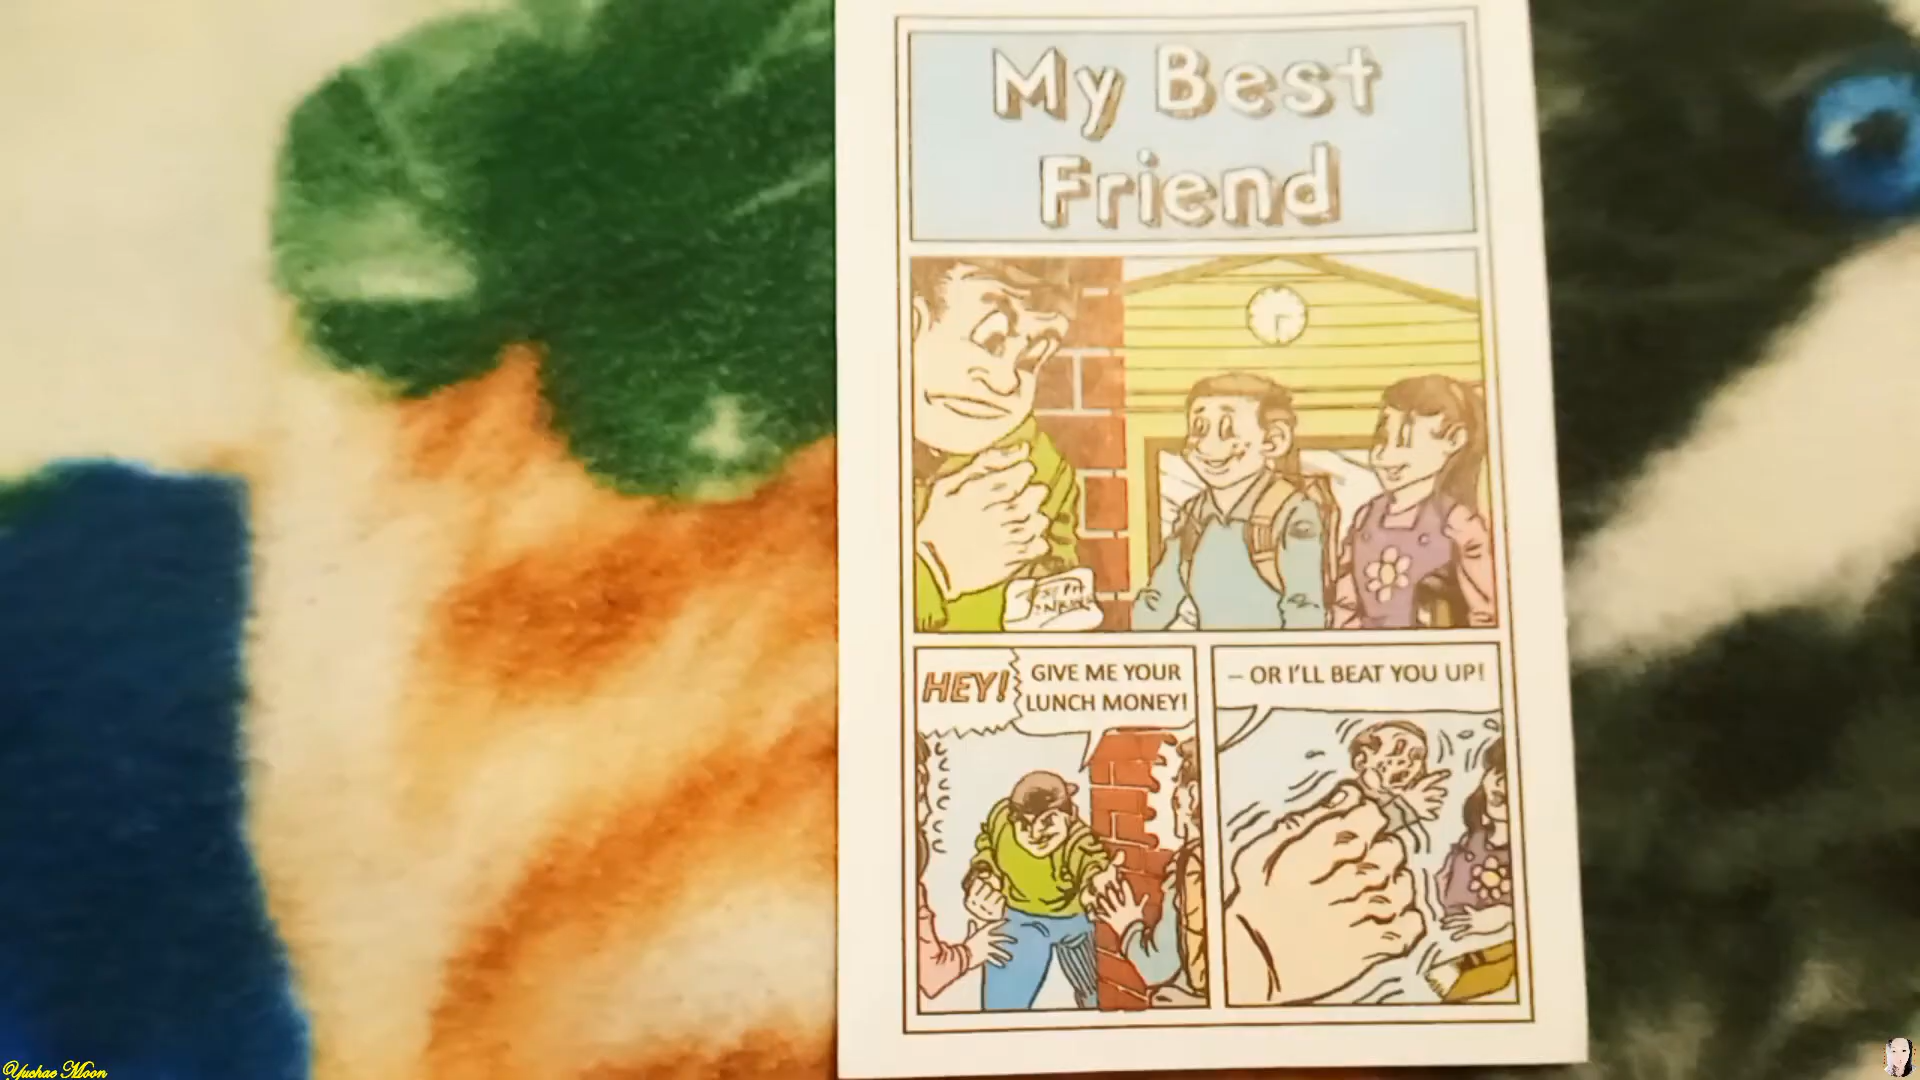 My Best
Friend
HEY!
GIVE ME YOUR
LUNCH MONEY!
– OR I'LL BEAT YOU UP!
Yuchae Moon